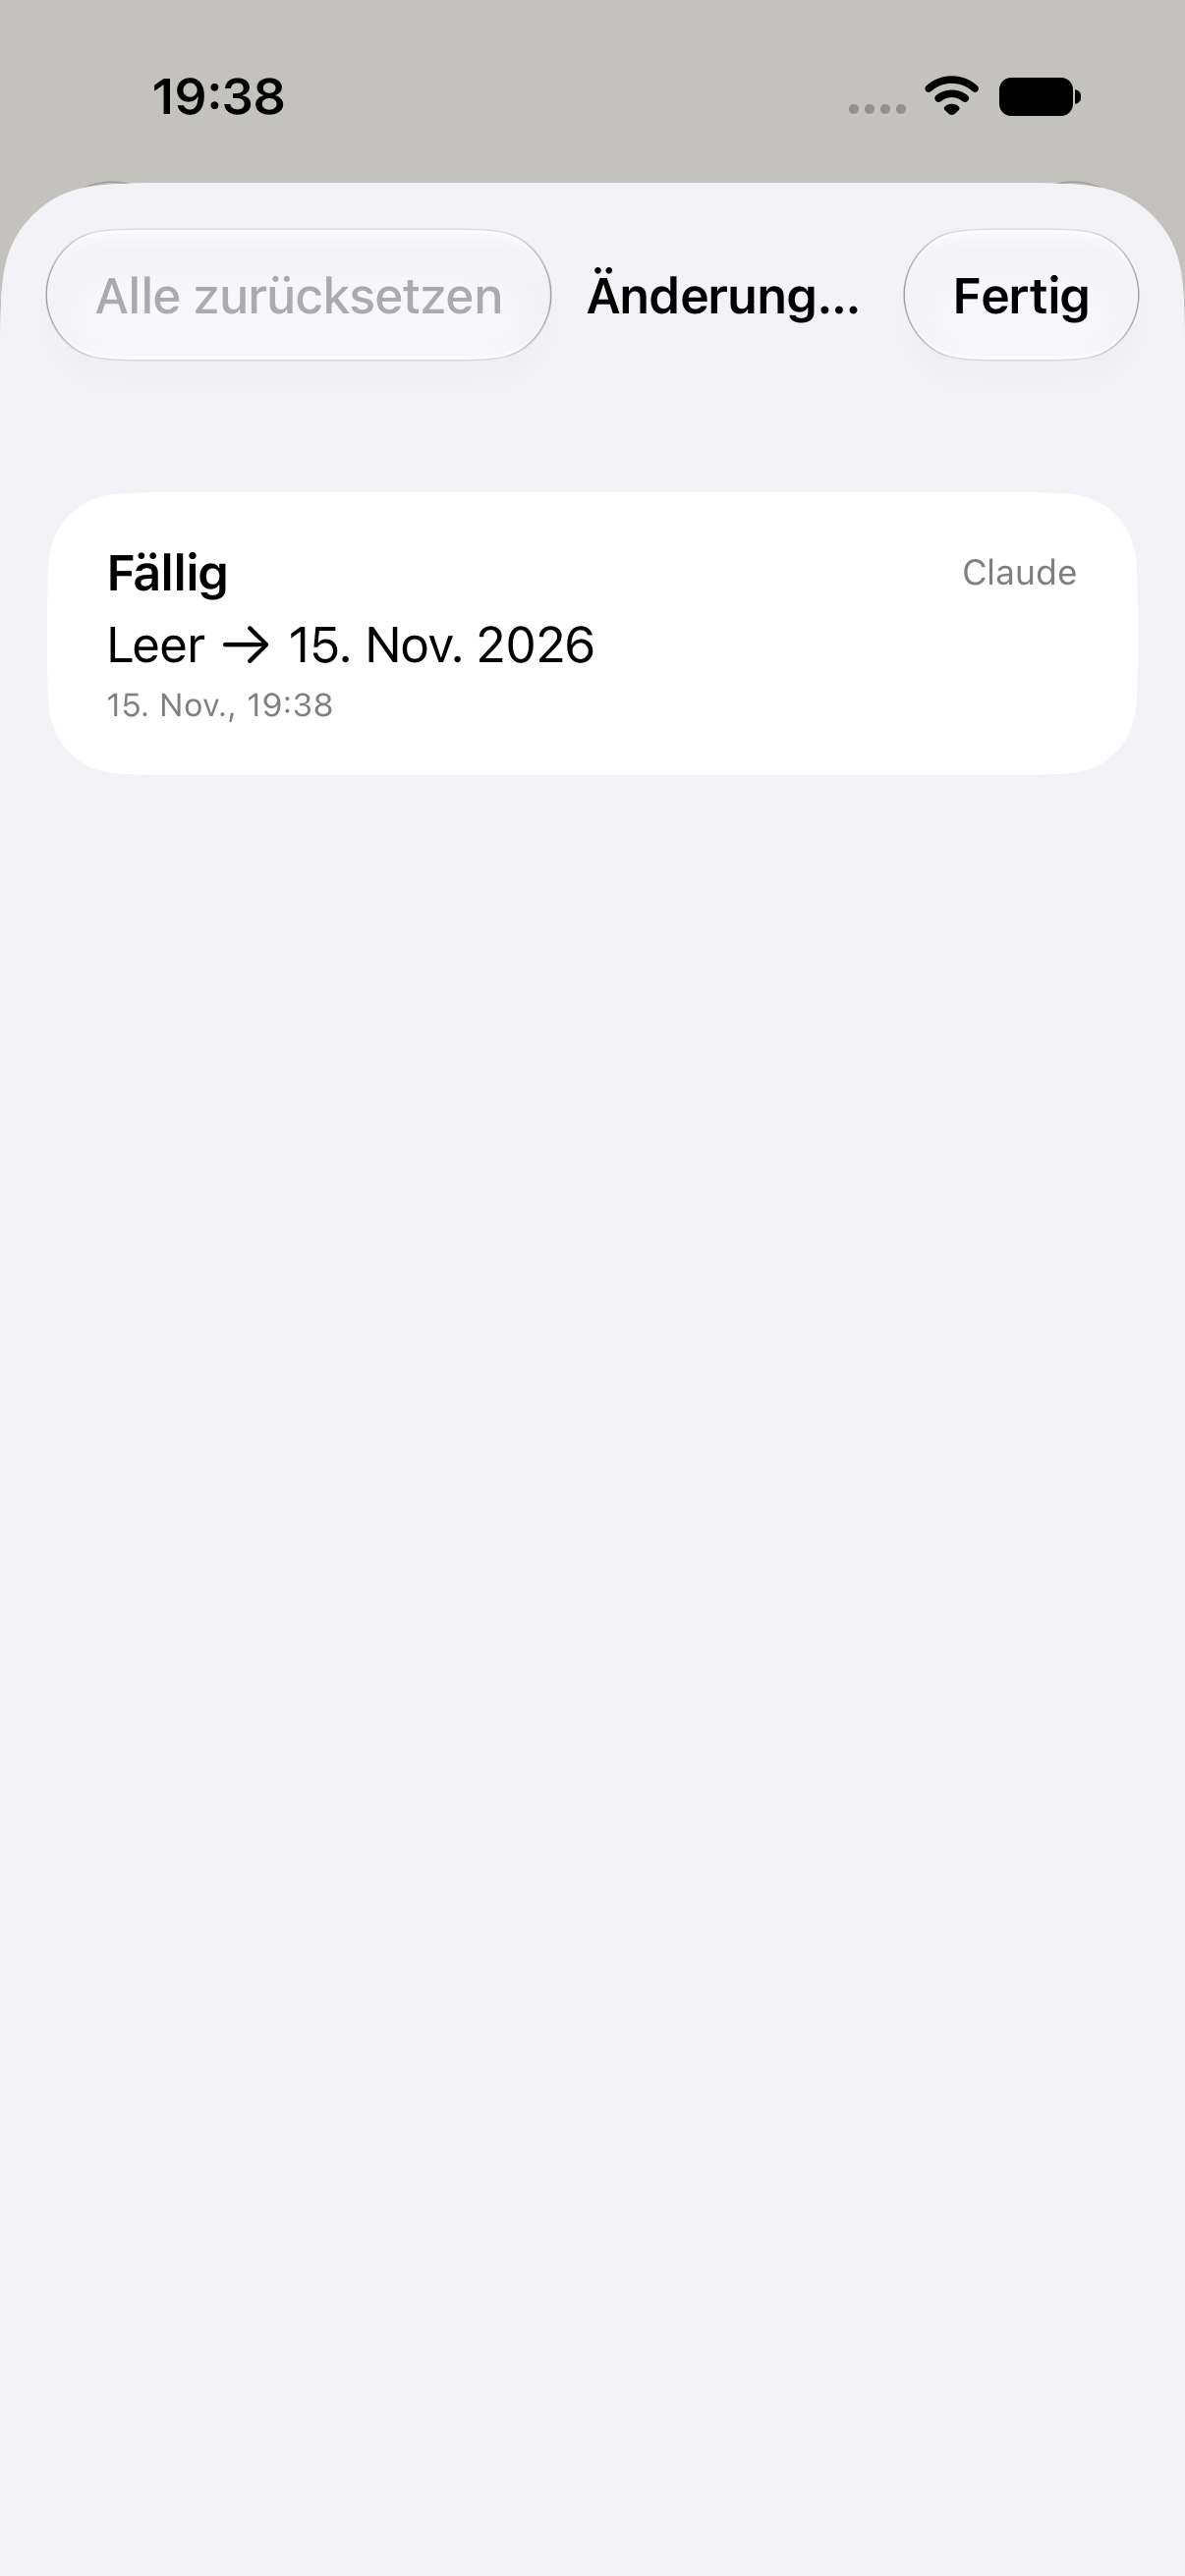 19:38
Alle zurücksetzen Änderung... Fertig
Fällig Claude
Leer → 15. Nov. 2026
15. Nov., 19:38